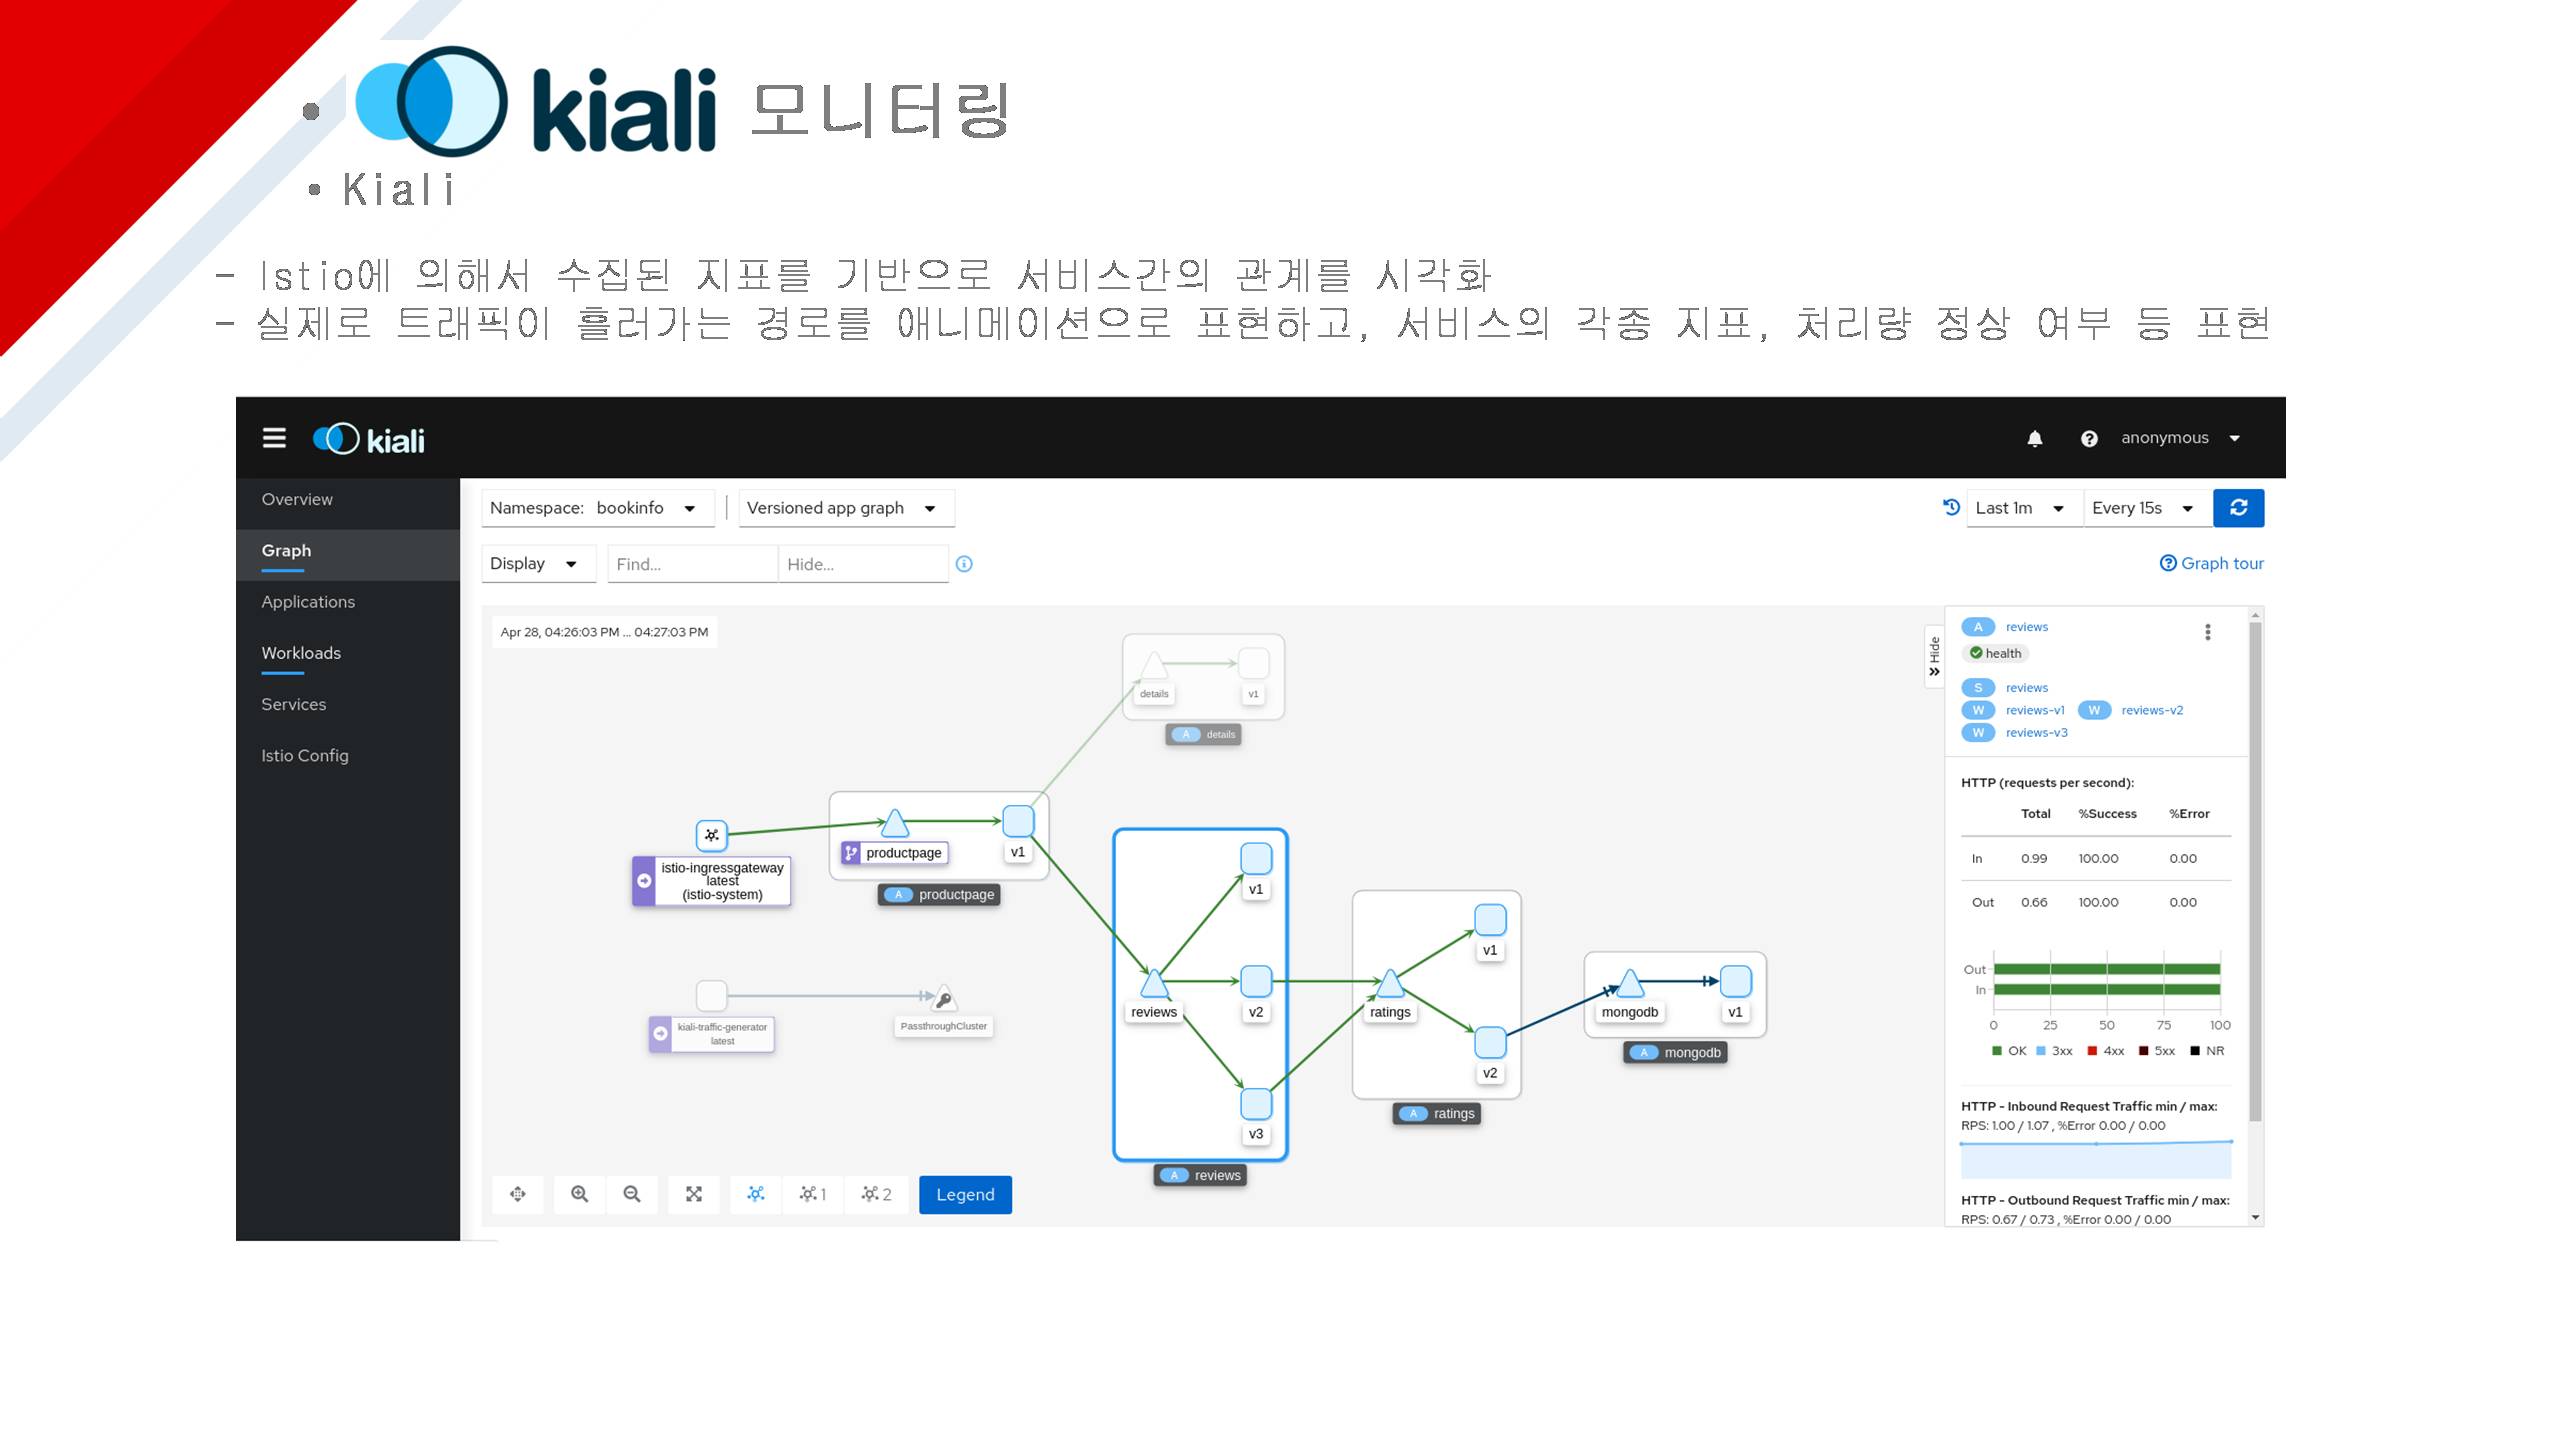 kiali 모니터링
Kiali
- Istio에 의해서 수집된 지표를 기반으로 서비스간의 관계를 시각화
- 실제로 트래픽이 흘러가는 경로를 애니메이션으로 표현하고, 서비스의 각종 지표, 처리량 정상 여부 등 표현
kiali
anonymous
Overview
Graph
Applications
Workloads
Services
Istio Config
Namespace: bookinfo
Versioned app graph
Last 1m
Every 15s
Display
Find...
Hide...
Graph tour
Apr 28, 04:26:03 PM ... 04:27:03 PM
details
v1
A details
istio-ingressgateway
latest
(istio-system)
productpage
v1
A productpage
kiali-traffic-generator
latest
PassthroughCluster
reviews
v1
v2
v3
A reviews
ratings
v1
v2
A ratings
mongodb
v1
A mongodb
1
2
Legend
Hide
A reviews
health
S reviews
W reviews-v1 W reviews-v2
W reviews-v3
HTTP (requests per second):
Total %Success %Error
In 0.99 100.00 0.00
Out 0.66 100.00 0.00
Out
In
0 25 50 75 100
OK 3xx 4xx 5xx NR
HTTP - Inbound Request Traffic min / max:
RPS: 1.00 / 1.07 , %Error 0.00 / 0.00
HTTP - Outbound Request Traffic min / max:
RPS: 0.67 / 0.73 , %Error 0.00 / 0.00